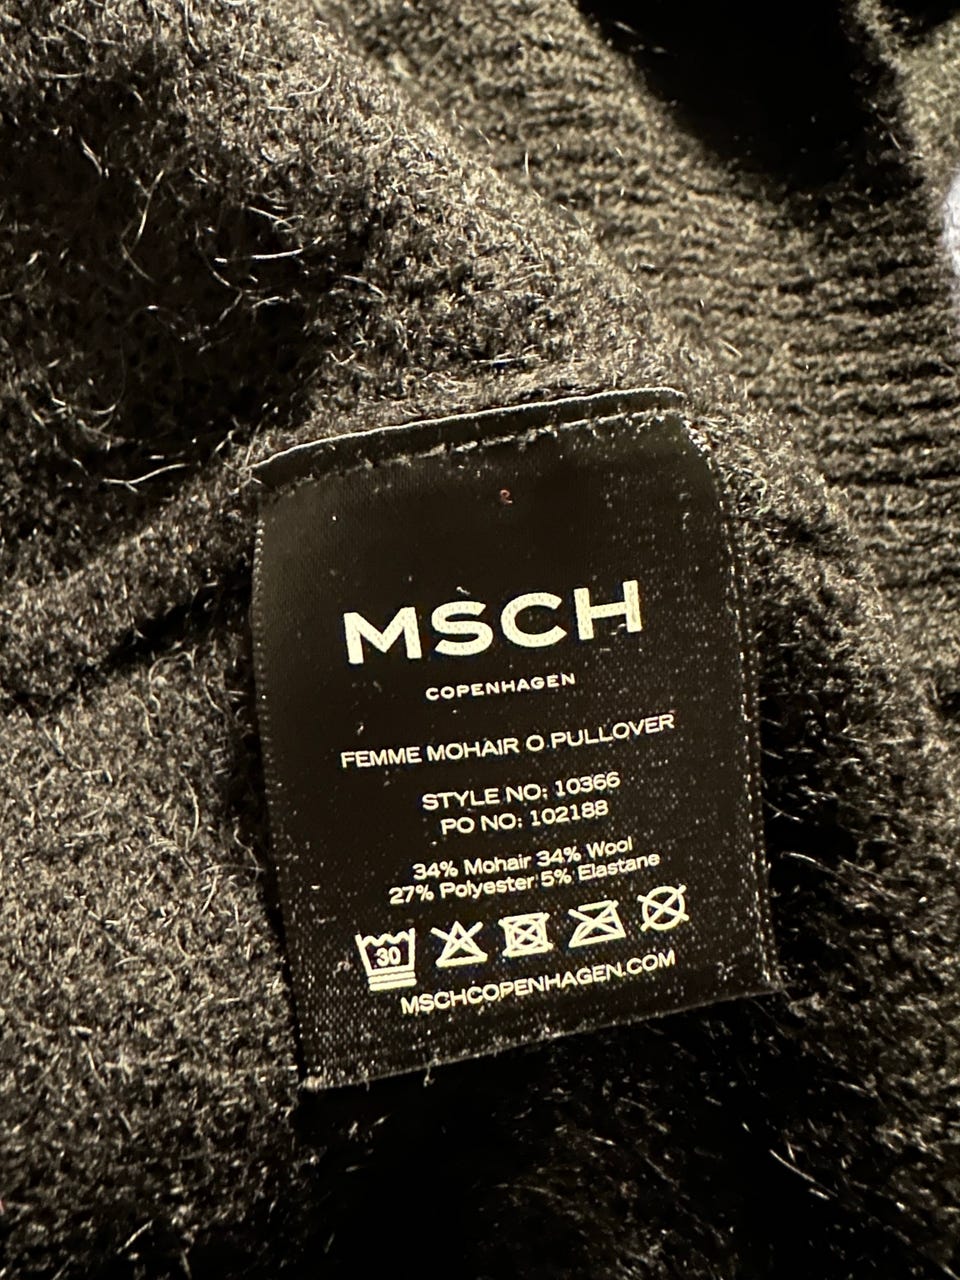 MSCH
COPENHAGEN
FEMME MOHAIR O PULLOVER
STYLE NO: 10366
PO NO: 102188
34% Mohair 34% Wool
27% Polyester 5% Elastane
30
MSCHCOPENHAGEN.COM